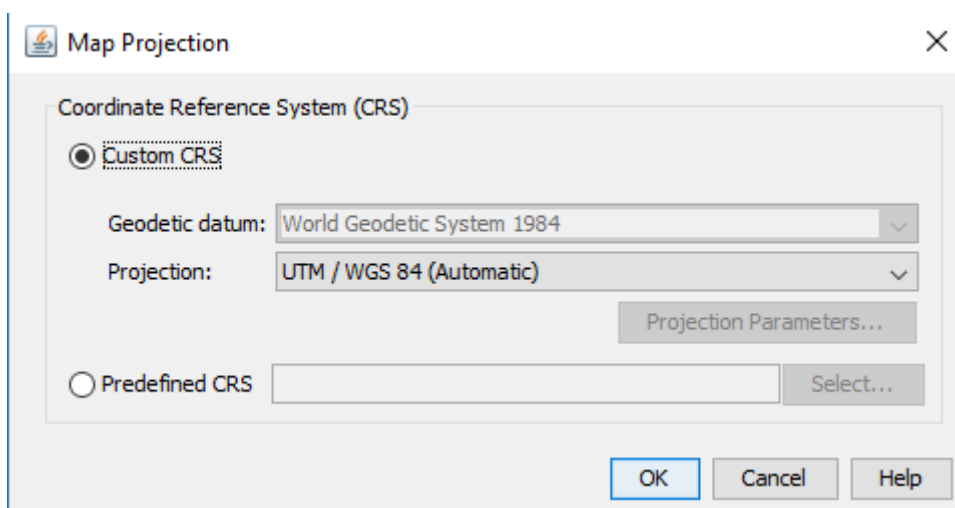 Map Projection
Coordinate Reference System (CRS)
Custom CRS
Geodetic datum: World Geodetic System 1984
Projection: UTM / WGS 84 (Automatic)
Projection Parameters...
Predefined CRS Select...
OK Cancel Help